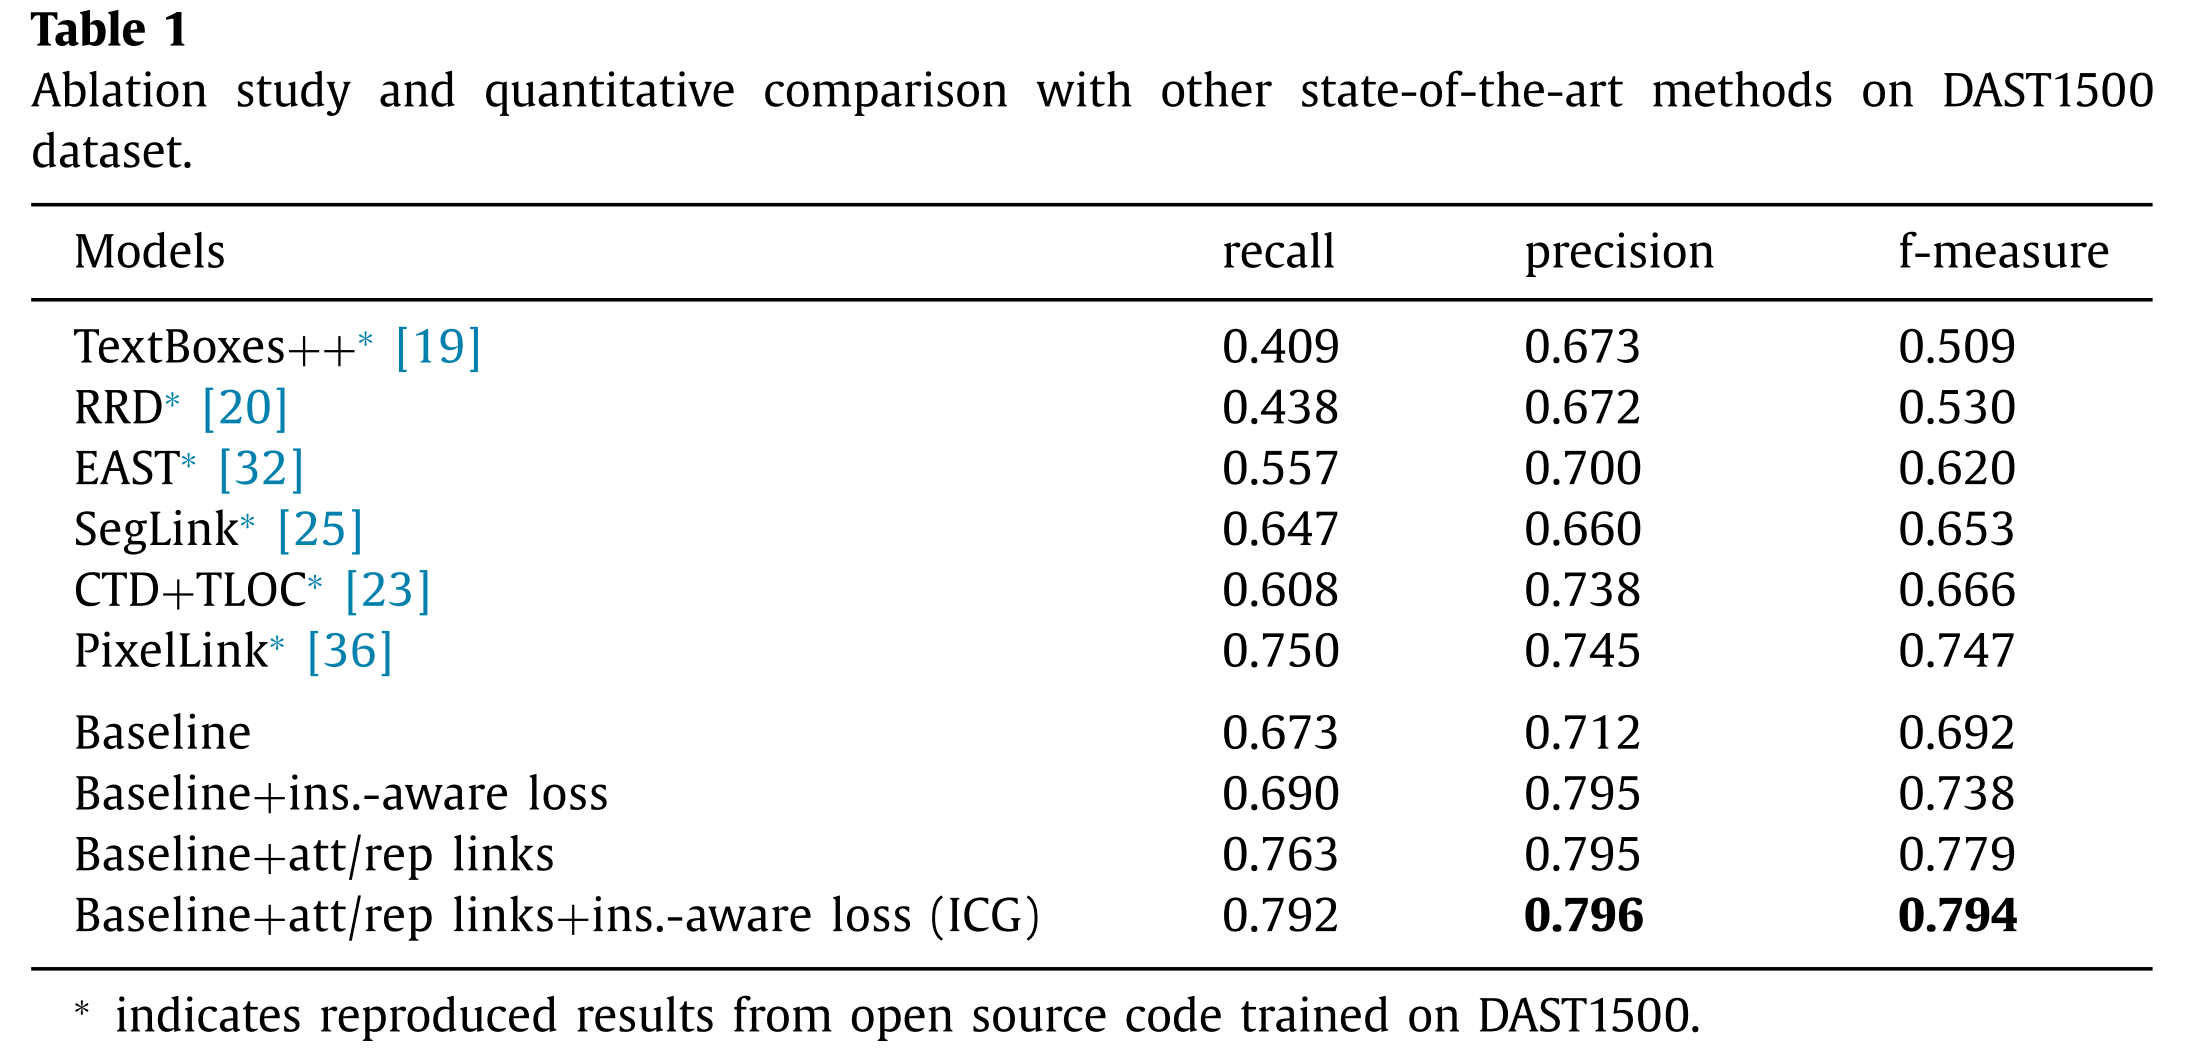 Table 1
Ablation study and quantitative comparison with other state-of-the-art methods on DAST1500
dataset.
Models recall precision f-measure
TextBoxes++* [19] 0.409 0.673 0.509
RRD* [20] 0.438 0.672 0.530
EAST* [32] 0.557 0.700 0.620
SegLink* [25] 0.647 0.660 0.653
CTD+TLOC* [23] 0.608 0.738 0.666
PixelLink* [36] 0.750 0.745 0.747
Baseline 0.673 0.712 0.692
Baseline+ins.-aware loss 0.690 0.795 0.738
Baseline+att/rep links 0.763 0.795 0.779
Baseline+att/rep links+ins.-aware loss (ICG) 0.792 0.796 0.794
* indicates reproduced results from open source code trained on DAST1500.